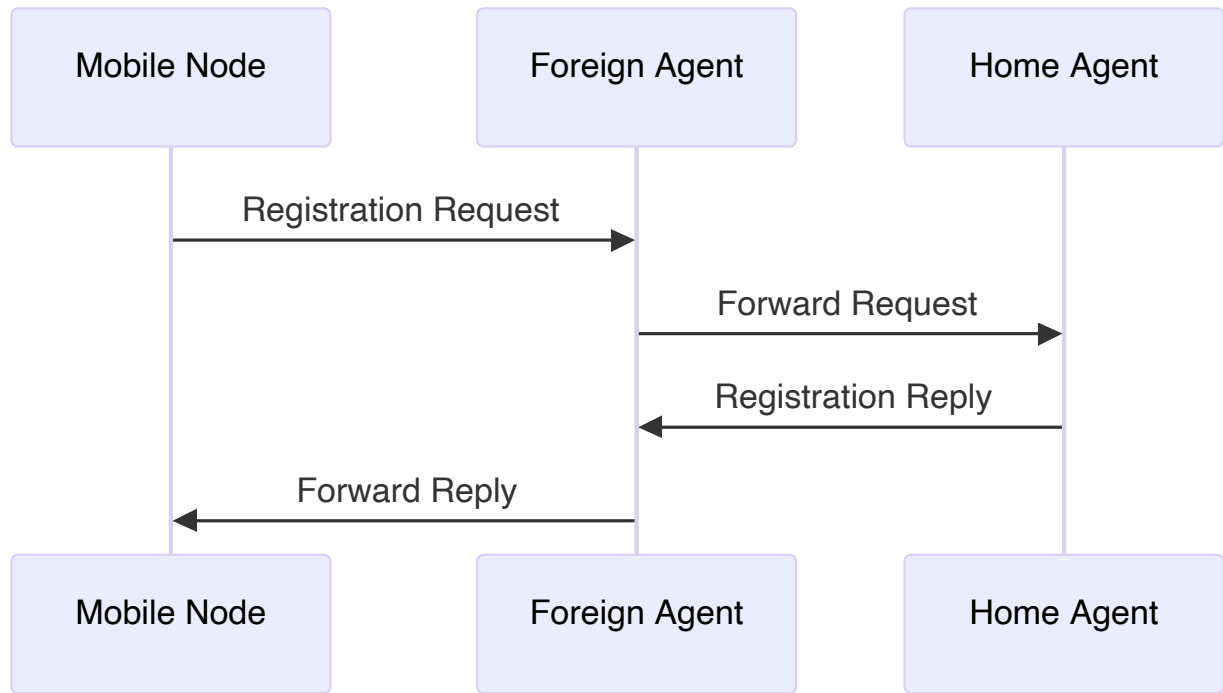 Mobile Node
Foreign Agent
Home Agent
Registration Request
Forward Request
Registration Reply
Forward Reply
Mobile Node
Foreign Agent
Home Agent